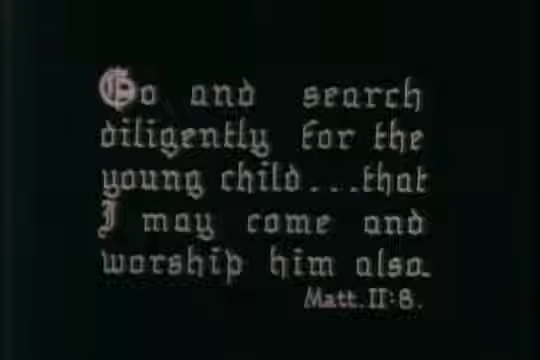 Go and search
diligently for the
young child...that
I may come and
worship him also.
Matt. II:8.